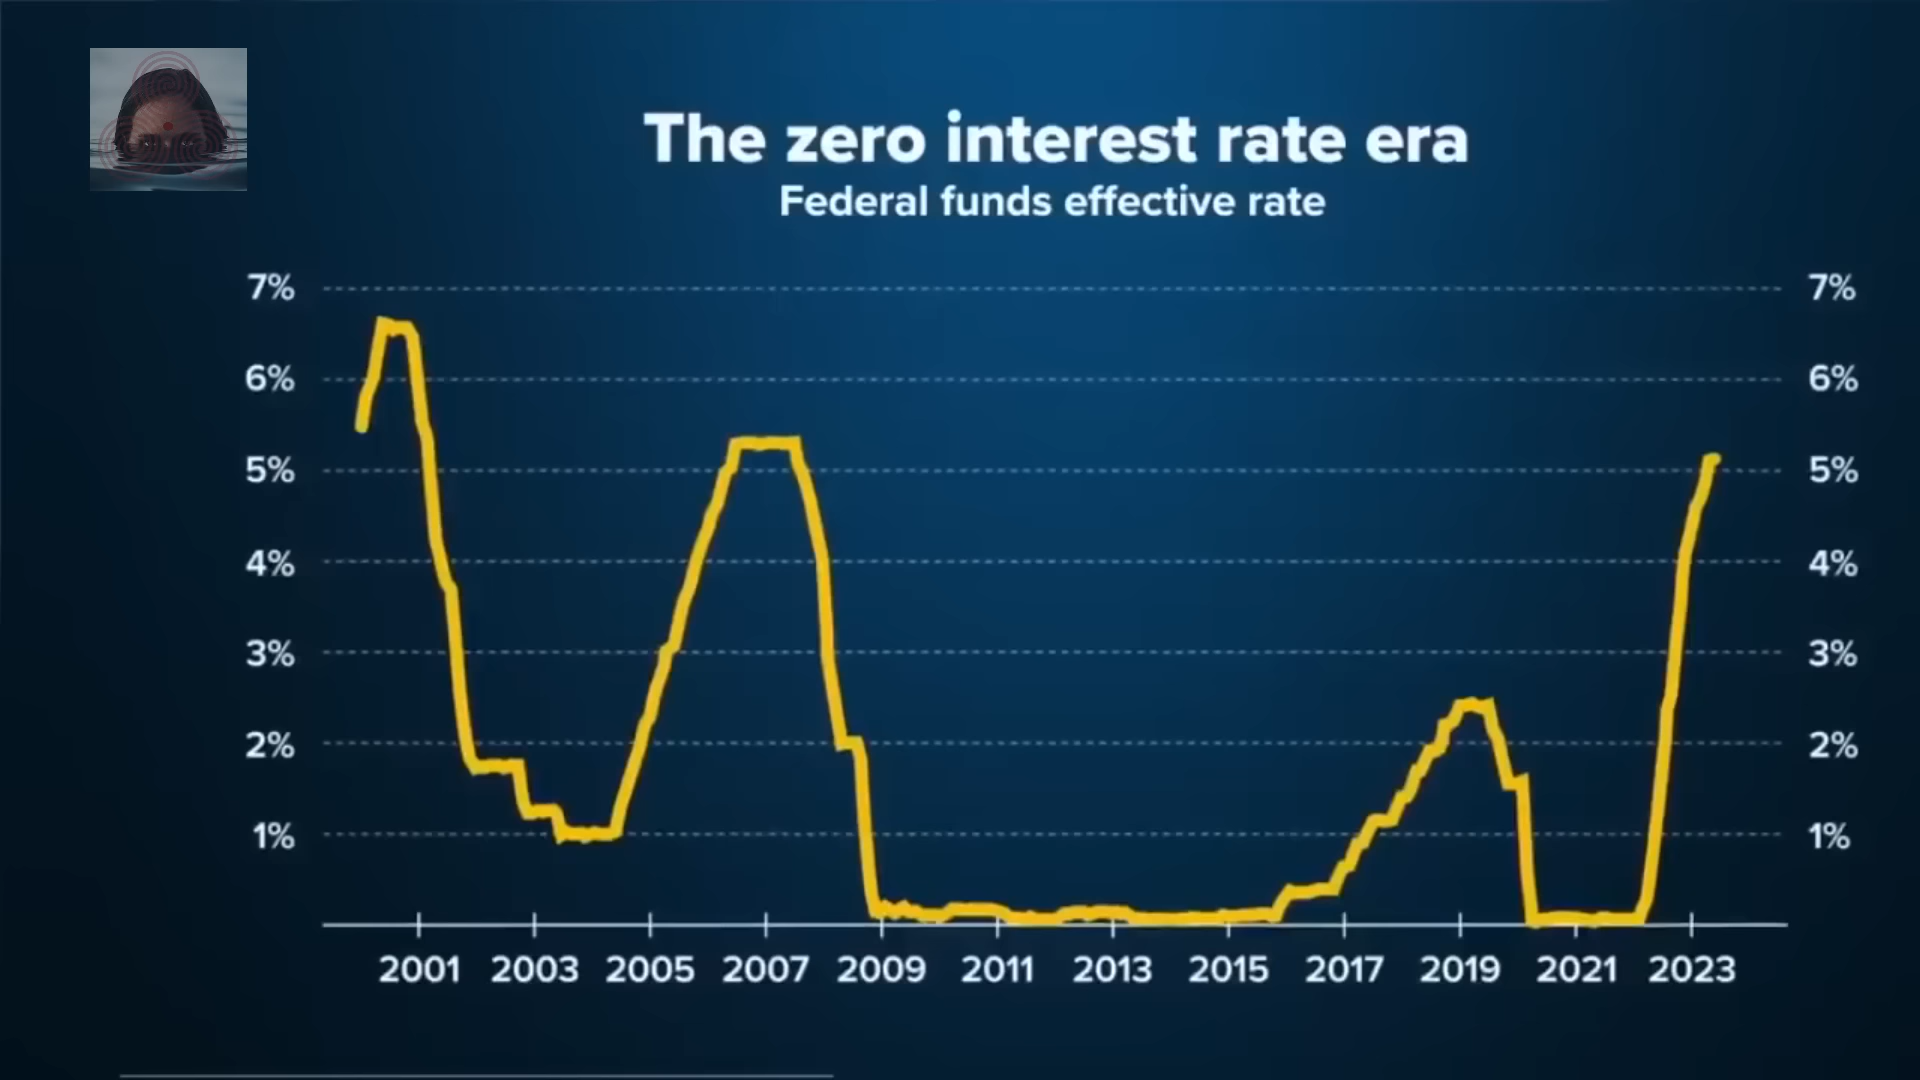 The zero interest rate era
Federal funds effective rate
7% 7%
6% 6%
5% 5%
4% 4%
3% 3%
2% 2%
1% 1%
2001 2003 2005 2007 2009 2011 2013 2015 2017 2019 2021 2023